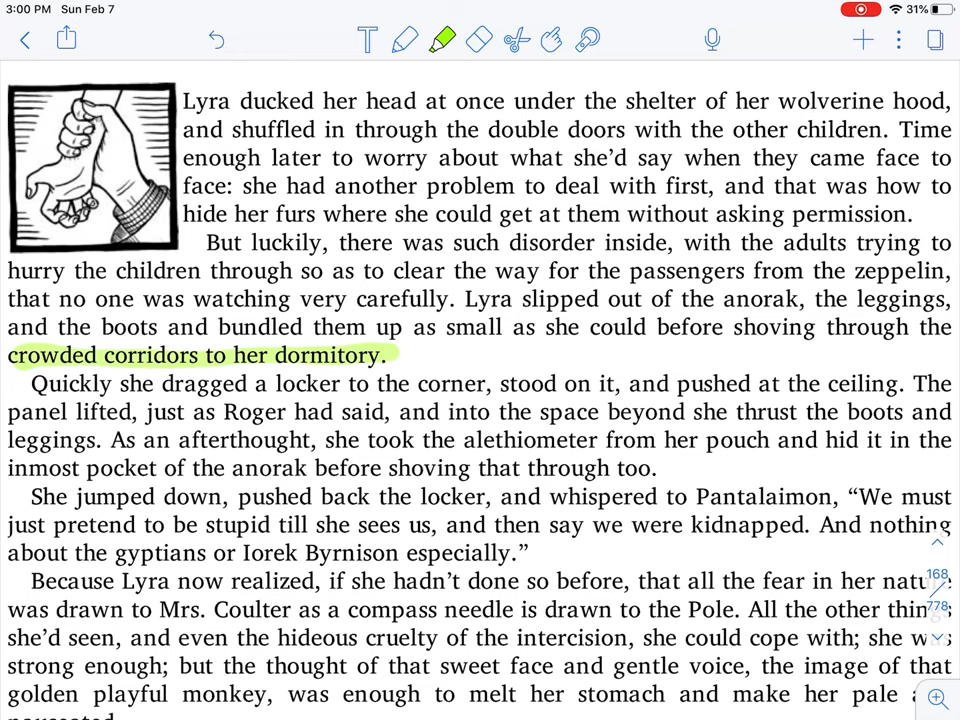 3:00 PM Sun Feb 7
31%
Lyra ducked her head at once under the shelter of her wolverine hood,
and shuffled in through the double doors with the other children. Time
enough later to worry about what she’d say when they came face to
face: she had another problem to deal with first, and that was how to
hide her furs where she could get at them without asking permission.
But luckily, there was such disorder inside, with the adults trying to
hurry the children through so as to clear the way for the passengers from the zeppelin,
that no one was watching very carefully. Lyra slipped out of the anorak, the leggings,
and the boots and bundled them up as small as she could before shoving through the
crowded corridors to her dormitory.
Quickly she dragged a locker to the corner, stood on it, and pushed at the ceiling. The
panel lifted, just as Roger had said, and into the space beyond she thrust the boots and
leggings. As an afterthought, she took the alethiometer from her pouch and hid it in the
inmost pocket of the anorak before shoving that through too.
She jumped down, pushed back the locker, and whispered to Pantalaimon, “We must
just pretend to be stupid till she sees us, and then say we were kidnapped. And nothing
about the gyptians or Iorek Byrnison especially.”
Because Lyra now realized, if she hadn’t done so before, that all the fear in her nature
was drawn to Mrs. Coulter as a compass needle is drawn to the Pole. All the other things
she’d seen, and even the hideous cruelty of the intercision, she could cope with; she was
strong enough; but the thought of that sweet face and gentle voice, the image of that
golden playful monkey, was enough to melt her stomach and make her pale
168
778